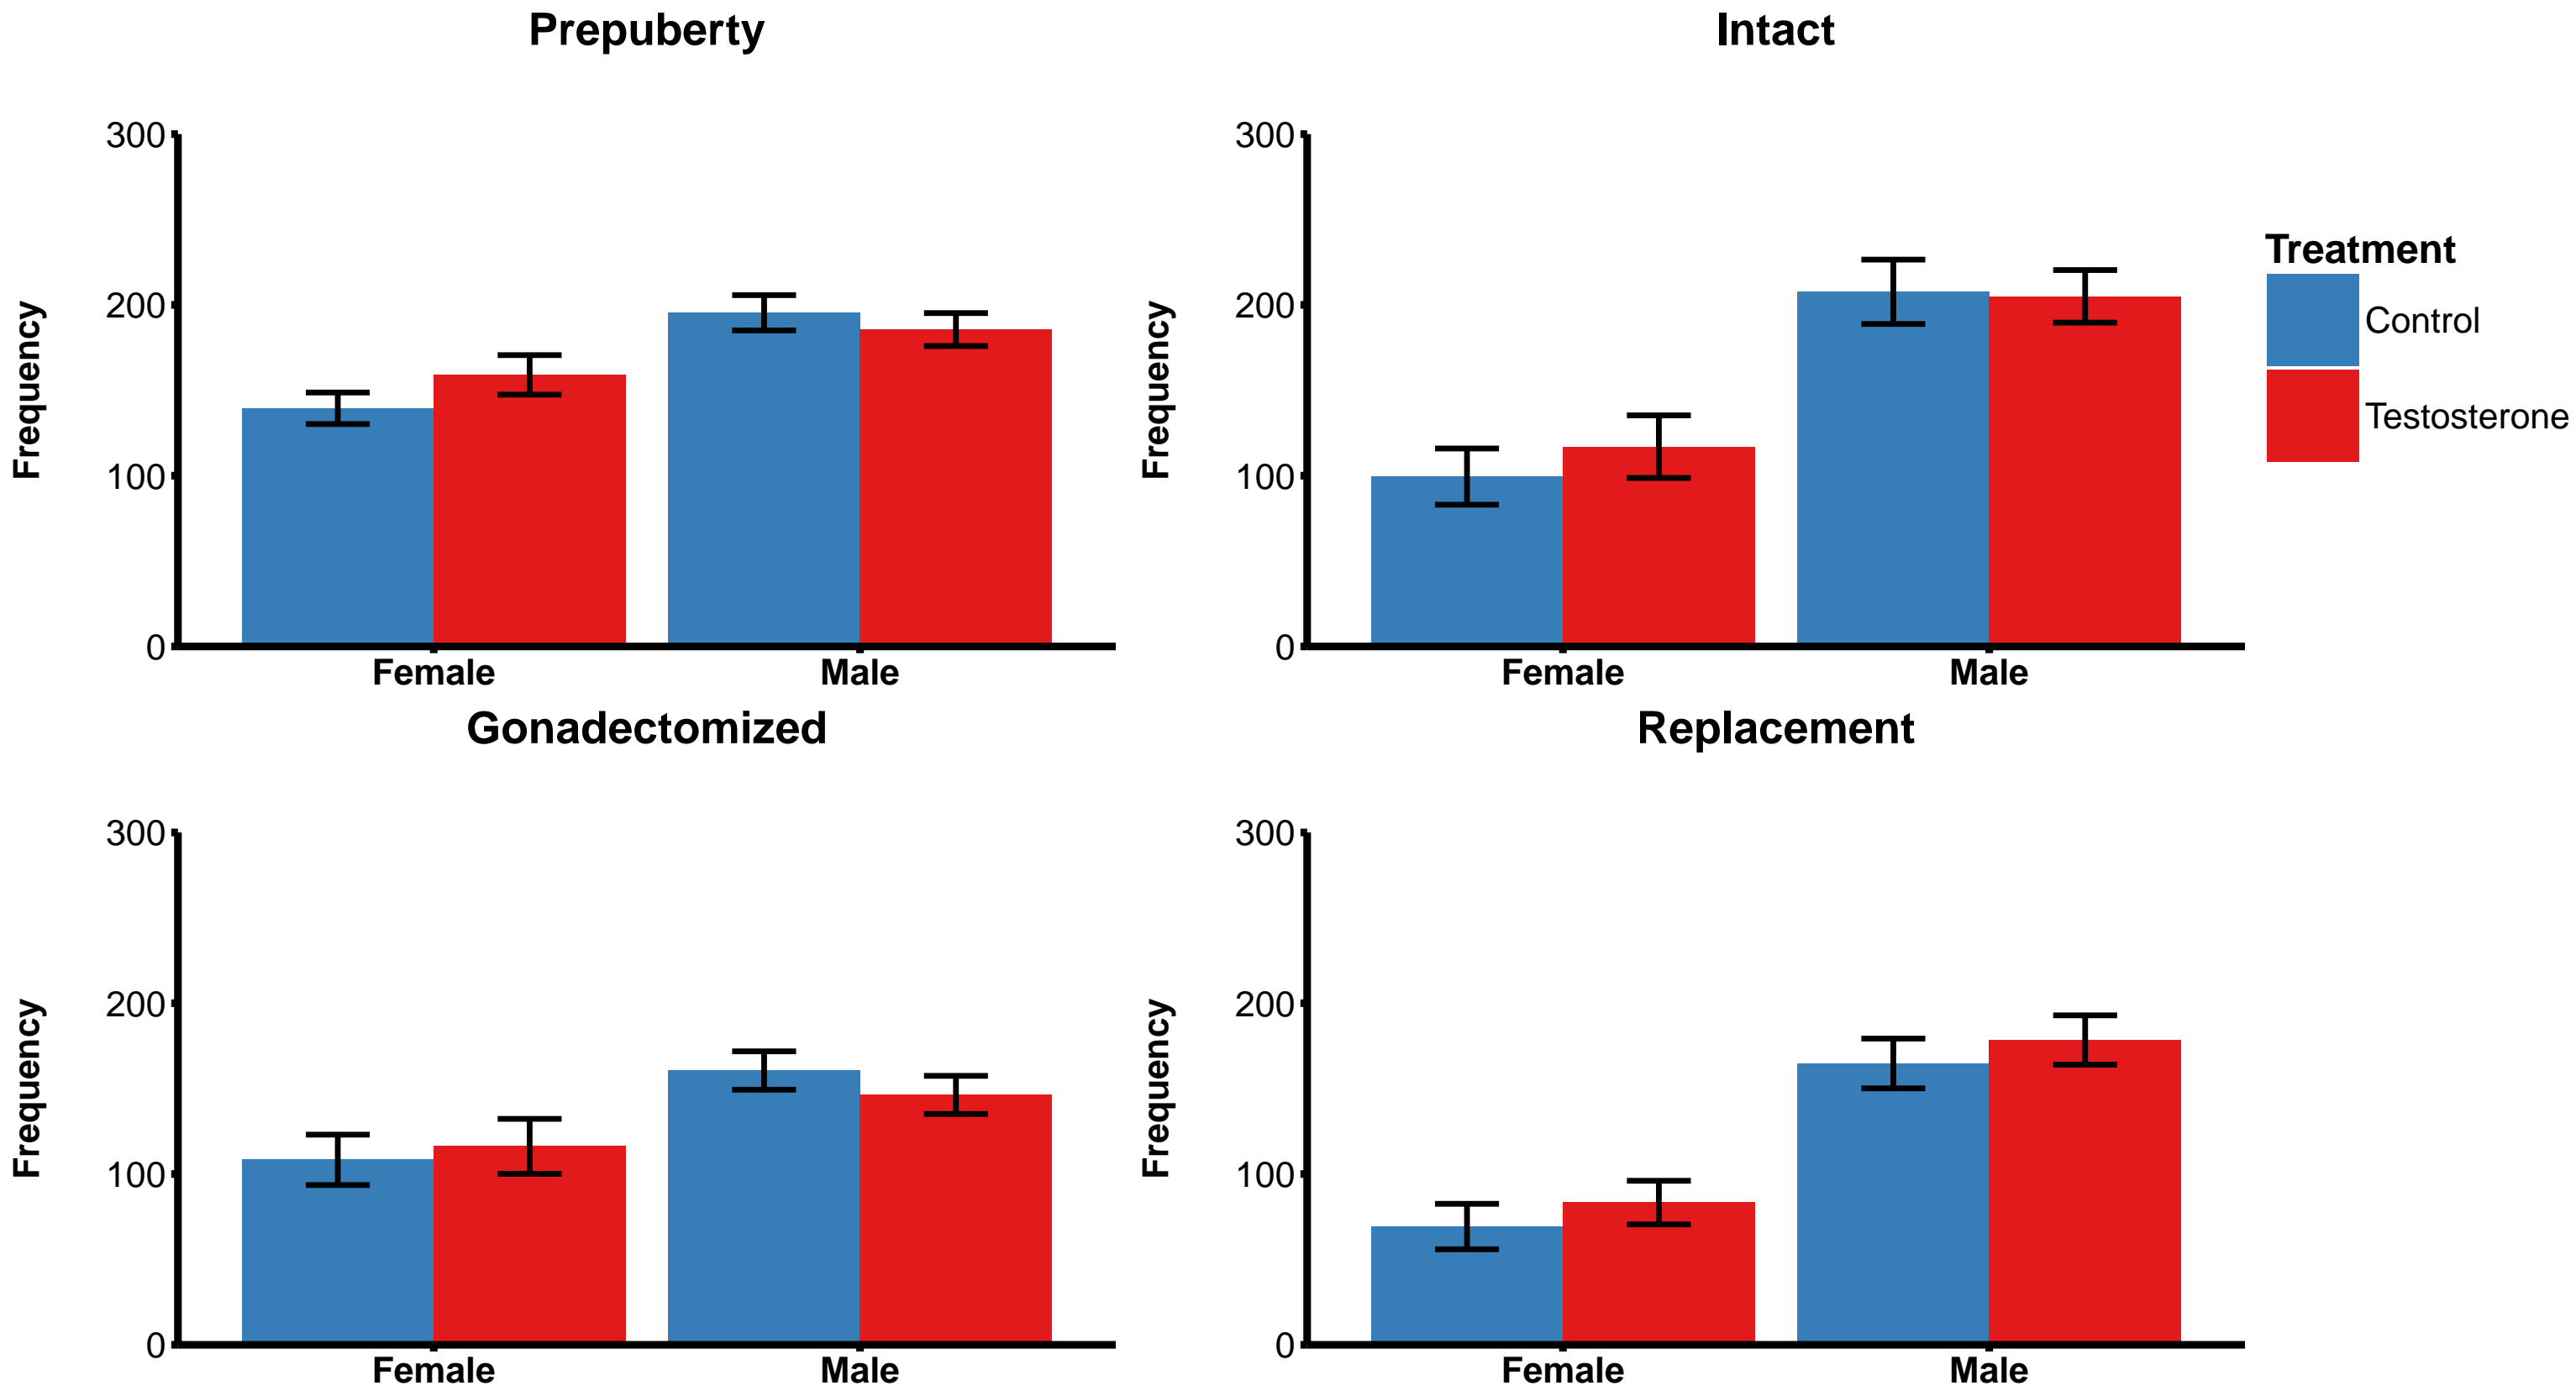 Prepuberty
Frequency
300
200
100
0
Female Male
Intact
Frequency
300
200
100
0
Female Male
Treatment
Control
Testosterone
Gonadectomized
Frequency
300
200
100
0
Female Male
Replacement
Frequency
300
200
100
0
Female Male